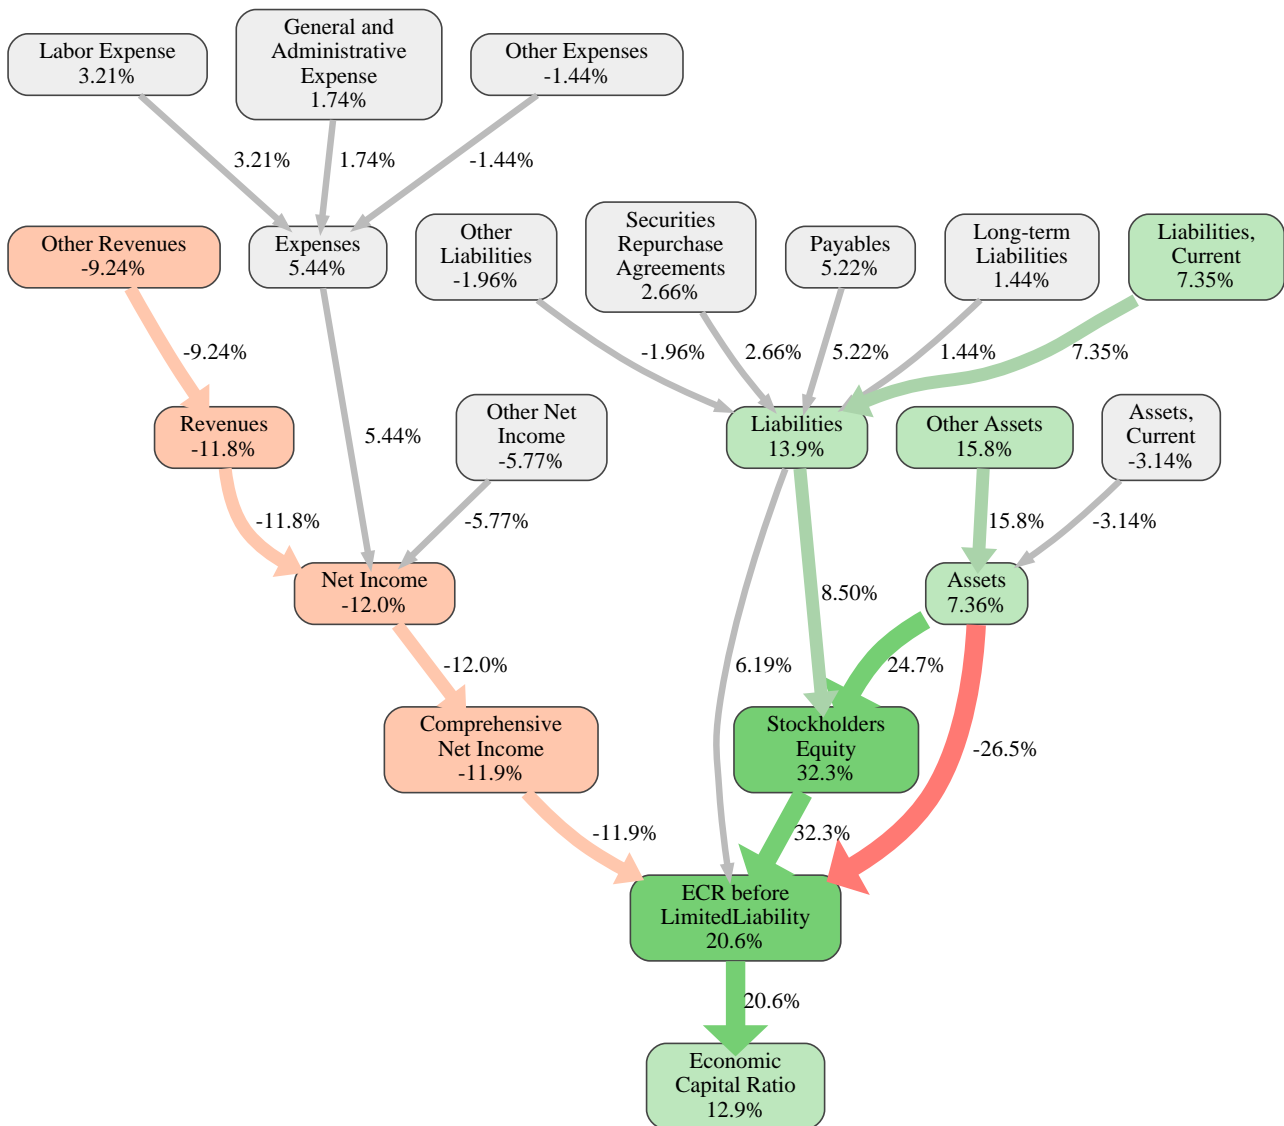 Labor Expense
3.21%
General and
Administrative
Expense
1.74%
Other Expenses
-1.44%
3.21%
1.74%
-1.44%
Other Revenues
-9.24%
Expenses
5.44%
Other
Liabilities
-1.96%
Securities
Repurchase
Agreements
2.66%
Payables
5.22%
Long-term
Liabilities
1.44%
Liabilities,
Current
7.35%
-9.24%
-1.96%
2.66%
5.22%
1.44%
7.35%
Revenues
-11.8%
5.44%
Other Net
Income
-5.77%
Liabilities
13.9%
Other Assets
15.8%
Assets,
Current
-3.14%
-11.8%
-5.77%
15.8%
-3.14%
Net Income
-12.0%
8.50%
Assets
7.36%
-12.0%
6.19%
24.7%
Comprehensive
Net Income
-11.9%
Stockholders
Equity
32.3%
-26.5%
-11.9%
32.3%
ECR before
LimitedLiability
20.6%
20.6%
Economic
Capital Ratio
12.9%